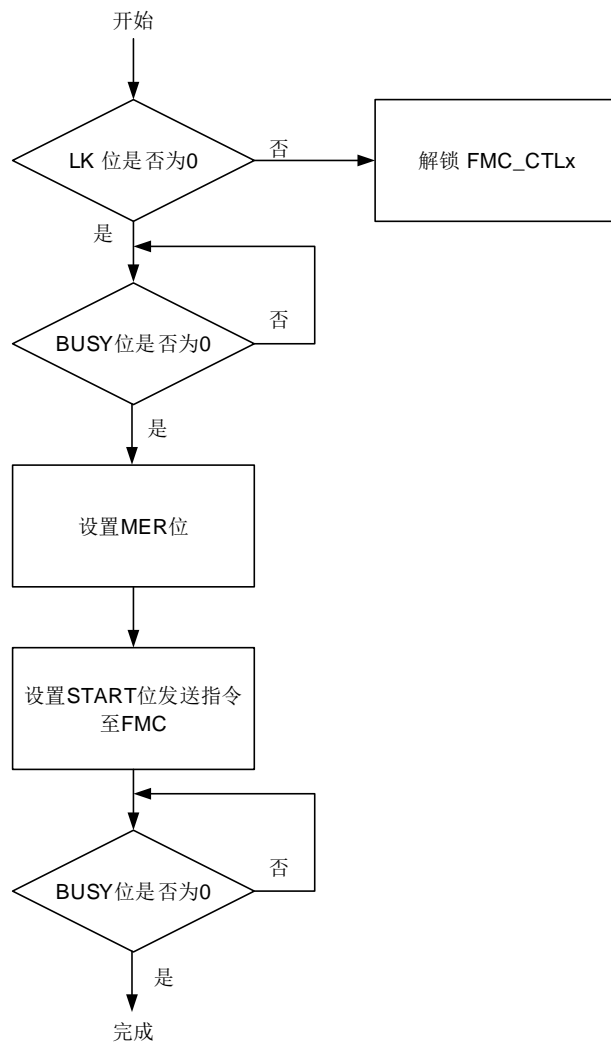 开始
LK 位是否为0
否
解锁 FMC_CTLx
是
BUSY位是否为0
否
是
设置MER位
设置START位发送指令
至FMC
BUSY位是否为0
否
是
完成